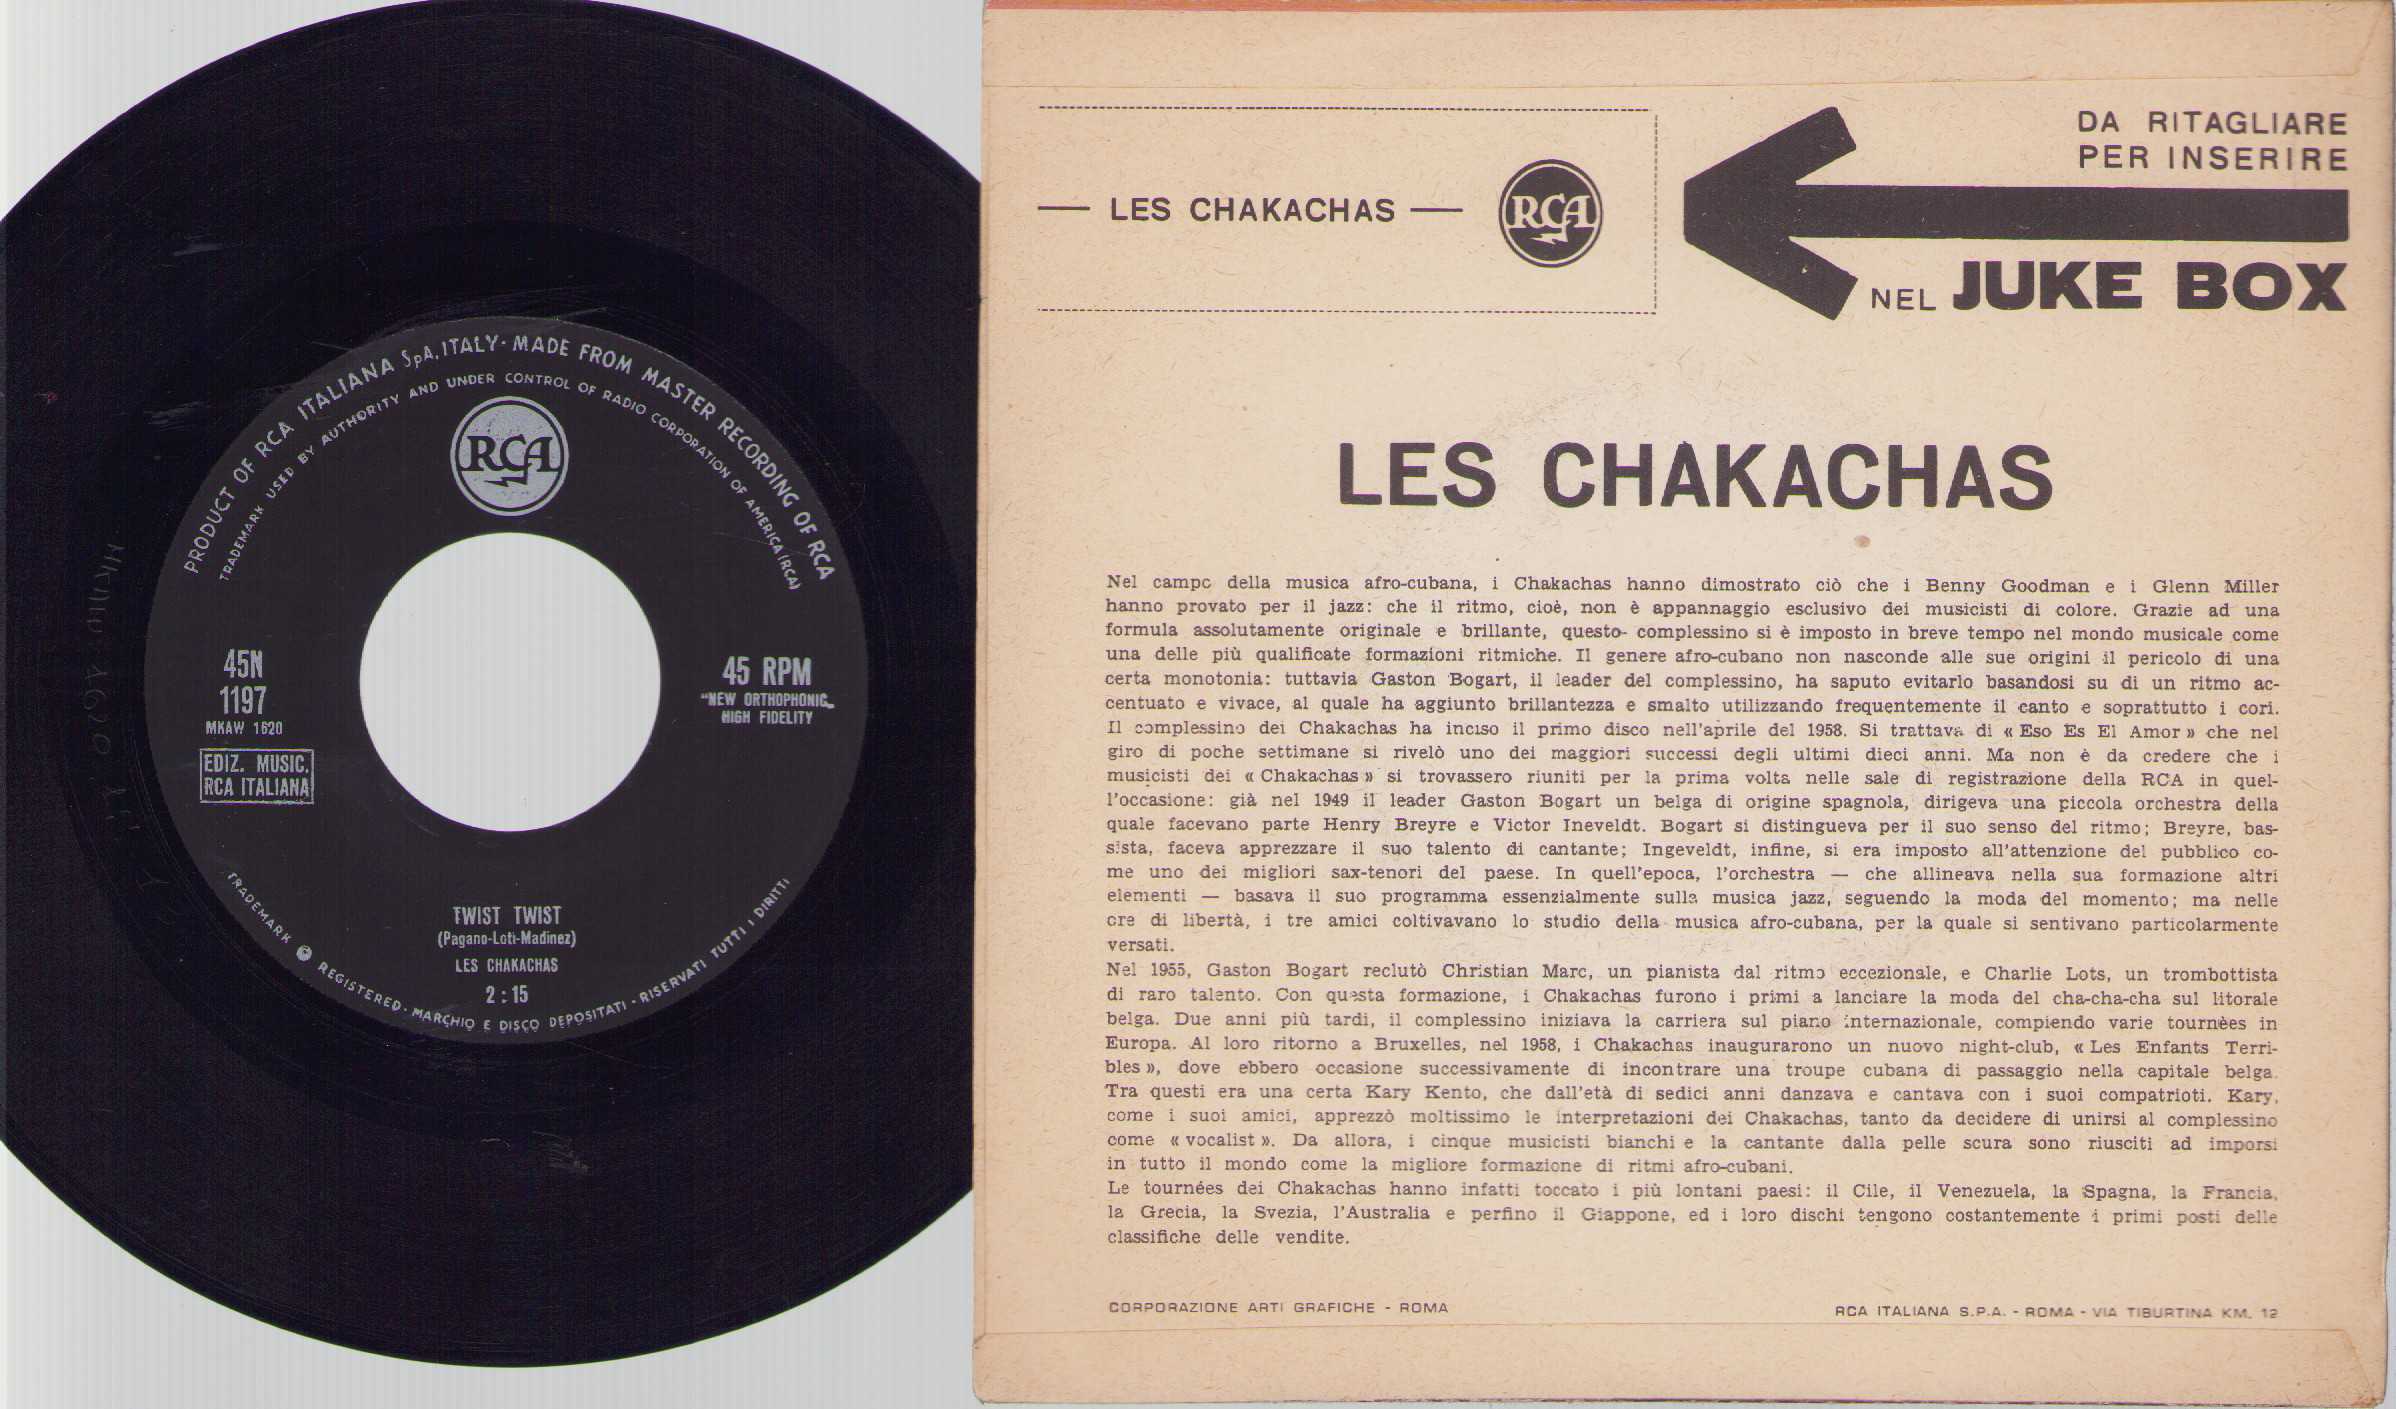 PRODUCT OF RCA ITALIANA SpA, ITALY · MADE FROM MASTER RECORDING OF RCA
TRADEMARK USED BY AUTHORITY AND UNDER CONTROL OF RADIO CORPORATION OF AMERICA (RCA)
RCA
45N
1197
MKAW 1620
EDIZ. MUSIC.
RCA ITALIANA
45 RPM
"NEW ORTHOPHONIC"
HIGH FIDELITY
TWIST TWIST
(Pagano-Loti-Madinez)
LES CHAKACHAS
2 : 15
TRADEMARK ® REGISTERED · MARCHIO E DISCO DEPOSITATI · RISERVATI TUTTI I DIRITTI
— LES CHAKACHAS —
RCA
DA RITAGLIARE
PER INSERIRE
NEL JUKE BOX
LES CHAKACHAS
Nel campo della musica afro-cubana, i Chakachas hanno dimostrato ciò che i Benny Goodman e i Glenn Miller
hanno provato per il jazz: che il ritmo, cioè, non è appannaggio esclusivo dei musicisti di colore. Grazie ad una
formula assolutamente originale e brillante, questo- complessino si è imposto in breve tempo nel mondo musicale come
una delle più qualificate formazioni ritmiche. Il genere afro-cubano non nasconde alle sue origini il pericolo di una
certa monotonia: tuttavia Gaston Bogart, il leader del complessino, ha saputo evitarlo basandosi su di un ritmo ac-
centuato e vivace, al quale ha aggiunto brillantezza e smalto utilizzando frequentemente il canto e soprattutto i cori.
Il complessino dei Chakachas ha inciso il primo disco nell'aprile del 1958. Si trattava di « Eso Es El Amor » che nel
giro di poche settimane si rivelò uno dei maggiori successi degli ultimi dieci anni. Ma non è da credere che i
musicisti dei « Chakachas » si trovassero riuniti per la prima volta nelle sale di registrazione della RCA in quel-
l'occasione: già nel 1949 il leader Gaston Bogart un belga di origine spagnola, dirigeva una piccola orchestra della
quale facevano parte Henry Breyre e Victor Ineveldt. Bogart si distingueva per il suo senso del ritmo; Breyre, bas-
sista, faceva apprezzare il suo talento di cantante; Ingeveldt, infine, si era imposto all'attenzione del pubblico co-
me uno dei migliori sax-tenori del paese. In quell'epoca, l'orchestra — che allineava nella sua formazione altri
elementi — basava il suo programma essenzialmente sulla musica jazz, seguendo la moda del momento; ma nelle
ore di libertà, i tre amici coltivavano lo studio della musica afro-cubana, per la quale si sentivano particolarmente
versati.
Nel 1955, Gaston Bogart reclutò Christian Marc, un pianista dal ritmo eccezionale, e Charlie Lots, un trombottista
di raro talento. Con questa formazione, i Chakachas furono i primi a lanciare la moda del cha-cha-cha sul litorale
belga. Due anni più tardi, il complessino iniziava la carriera sul piano internazionale, compiendo varie tournèes in
Europa. Al loro ritorno a Bruxelles, nel 1958, i Chakachas inaugurarono un nuovo night-club, « Les Enfants Terri-
bles », dove ebbero occasione successivamente di incontrare una troupe cubana di passaggio nella capitale belga.
Tra questi era una certa Kary Kento, che dall'età di sedici anni danzava e cantava con i suoi compatrioti. Kary,
come i suoi amici, apprezzò moltissimo le interpretazioni dei Chakachas, tanto da decidere di unirsi al complessino
come « vocalist ». Da allora, i cinque musicisti bianchi e la cantante dalla pelle scura sono riusciti ad imporsi
in tutto il mondo come la migliore formazione di ritmi afro-cubani.
Le tournées dei Chakachas hanno infatti toccato i più lontani paesi: il Cile, il Venezuela, la Spagna, la Francia,
la Grecia, la Svezia, l'Australia e perfino il Giappone, ed i loro dischi tengono costantemente i primi posti delle
classifiche delle vendite.
CORPORAZIONE ARTI GRAFICHE - ROMA
RCA ITALIANA S.P.A. - ROMA - VIA TIBURTINA KM. 12